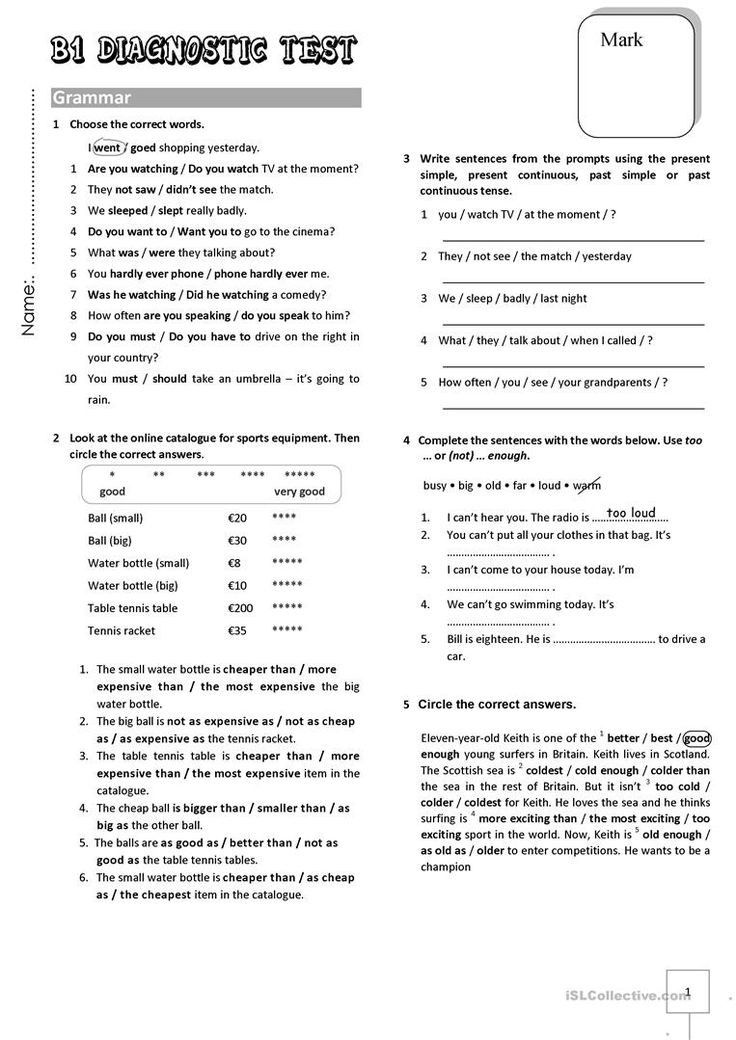 B1 DIAGNOSTIC TEST
Mark
Name:. ..........................................
Grammar
1 Choose the correct words.
I went / goed shopping yesterday.
1 Are you watching / Do you watch TV at the moment?
2 They not saw / didn't see the match.
3 We sleeped / slept really badly.
4 Do you want to / Want you to go to the cinema?
5 What was / were they talking about?
6 You hardly ever phone / phone hardly ever me.
7 Was he watching / Did he watching a comedy?
8 How often are you speaking / do you speak to him?
9 Do you must / Do you have to drive on the right in
your country?
10 You must / should take an umbrella – it's going to
rain.
2 Look at the online catalogue for sports equipment. Then
circle the correct answers.
* ** *** **** *****
good very good
Ball (small) €20 ****
Ball (big) €30 ****
Water bottle (small) €8 *****
Water bottle (big) €10 *****
Table tennis table €200 *****
Tennis racket €35 *****
1. The small water bottle is cheaper than / more
expensive than / the most expensive the big
water bottle.
2. The big ball is not as expensive as / not as cheap
as / as expensive as the tennis racket.
3. The table tennis table is cheaper than / more
expensive than / the most expensive item in the
catalogue.
4. The cheap ball is bigger than / smaller than / as
big as the other ball.
5. The balls are as good as / better than / not as
good as the table tennis tables.
6. The small water bottle is cheaper than / as cheap
as / the cheapest item in the catalogue.
3 Write sentences from the prompts using the present
simple, present continuous, past simple or past
continuous tense.
1 you / watch TV / at the moment / ?
2 They / not see / the match / yesterday
3 We / sleep / badly / last night
4 What / they / talk about / when I called / ?
5 How often / you / see / your grandparents / ?
4 Complete the sentences with the words below. Use too
... or (not) ... enough.
busy • big • old • far • loud • warm
1. I can't hear you. The radio is ...too loud...
2. You can't put all your clothes in that bag. It's
.................................... .
3. I can't come to your house today. I'm
.................................... .
4. We can't go swimming today. It's
.................................... .
5. Bill is eighteen. He is .................................... to drive a
car.
5 Circle the correct answers.
Eleven-year-old Keith is one of the 1 better / best / good
enough young surfers in Britain. Keith lives in Scotland.
The Scottish sea is 2 coldest / cold enough / colder than
the sea in the rest of Britain. But it isn't 3 too cold /
colder / coldest for Keith. He loves the sea and he thinks
surfing is 4 more exciting than / the most exciting / too
exciting sport in the world. Now, Keith is 5 old enough /
as old as / older to enter competitions. He wants to be a
champion
iSLCollective.com
1